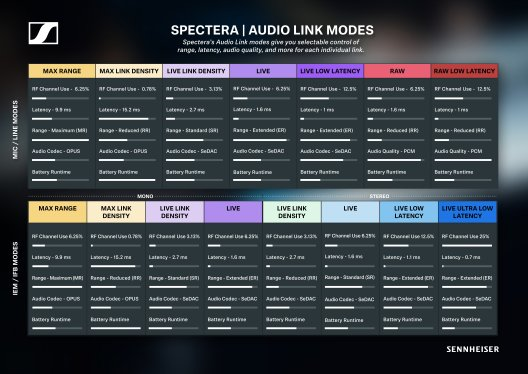 SPECTERA | AUDIO LINK MODES
Spectera's Audio Link modes give you selectable control of
range, latency, audio quality, and more for each individual link.
MIC / LINE MODES
MAX RANGE MAX LINK DENSITY LIVE LINK DENSITY LIVE LIVE LOW LATENCY RAW RAW LOW LATENCY
RF Channel Use - 6.25% RF Channel Use - 0.78% RF Channel Use - 3.13% RF Channel Use - 6.25% RF Channel Use - 12.5% RF Channel Use - 6.25% RF Channel Use - 12.5%
Latency - 9.9 ms Latency - 15.2 ms Latency - 2.7 ms Latency - 1.6 ms Latency - 1 ms Latency - 1.6 ms Latency - 1 ms
Range - Maximum (MR) Range - Reduced (RR) Range - Standard (SR) Range - Extended (ER) Range - Extended (ER) Range - Reduced (RR) Range - Reduced (RR)
Audio Codec - OPUS Audio Codec - OPUS Audio Codec - SeDAC Audio Codec - SeDAC Audio Codec - SeDAC Audio Quality - PCM Audio Quality - PCM
Battery Runtime Battery Runtime Battery Runtime Battery Runtime Battery Runtime Battery Runtime Battery Runtime
MONO STEREO
IEM / IFB MODES
MAX RANGE MAX LINK DENSITY LIVE LINK DENSITY LIVE LIVE LINK DENSITY LIVE LIVE LOW LATENCY LIVE ULTRA LOW LATENCY
RF Channel Use 6.25% RF Channel Use 0.78% RF Channel Use 3.13% RF Channel Use 6.25% RF Channel Use 3.13% RF Channel Use 6.25% RF Channel Use 12.5% RF Channel Use 25%
Latency - 9.9 ms Latency - 15.2 ms Latency - 2.7 ms Latency - 1.6 ms Latency - 2.7 ms Latency - 1.6 ms Latency - 1.1 ms Latency - 0.7 ms
Range - Maximum (MR) Range - Reduced (RR) Range - Standard (SR) Range - Extended (ER) Range - Reduced (RR) Range - Standard (SR) Range - Extended (ER) Range - Extended (ER)
Audio Codec - OPUS Audio Codec - OPUS Audio Codec - SeDAC Audio Codec - SeDAC Audio Codec - SeDAC Audio Codec - SeDAC Audio Codec - SeDAC Audio Codec - SeDAC
Battery Runtime Battery Runtime Battery Runtime Battery Runtime Battery Runtime Battery Runtime Battery Runtime Battery Runtime
SENNHEISER